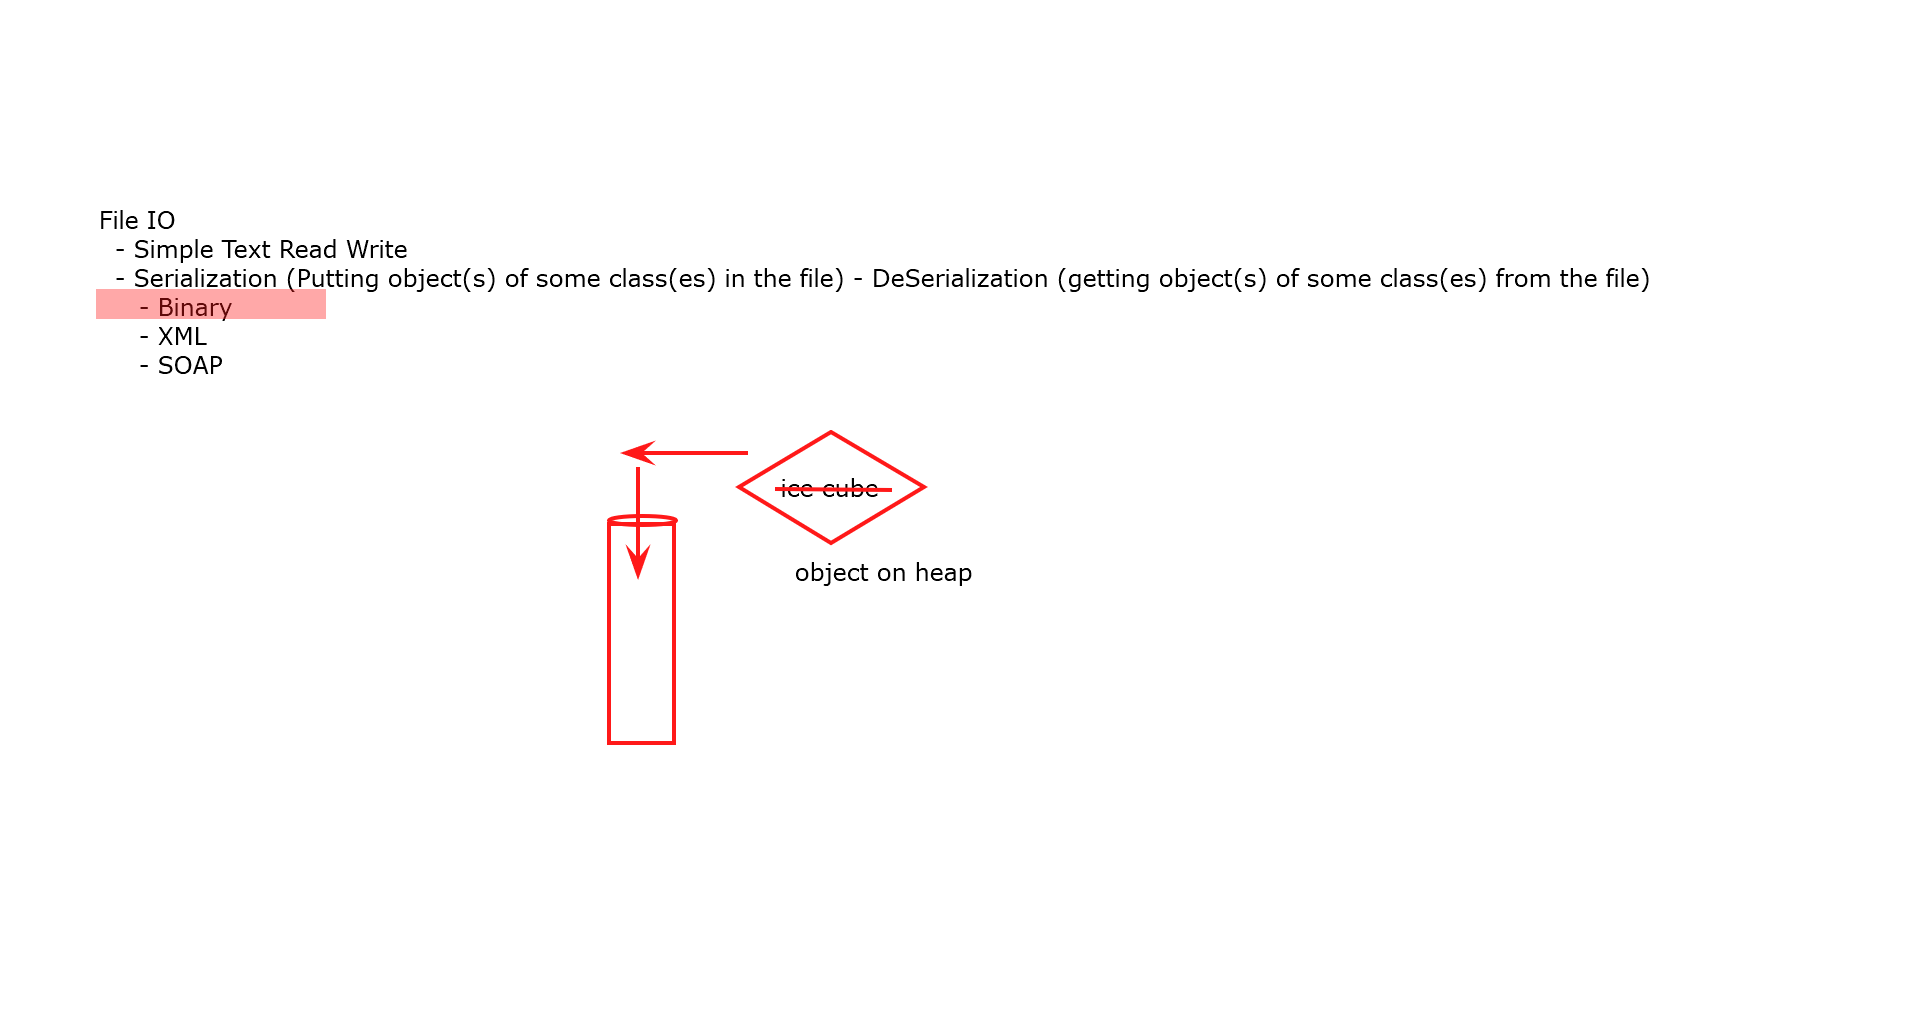 File IO
- Simple Text Read Write
- Serialization (Putting object(s) of some class(es) in the file) - DeSerialization (getting object(s) of some class(es) from the file)
- Binary
- XML
- SOAP
ice cube
object on heap